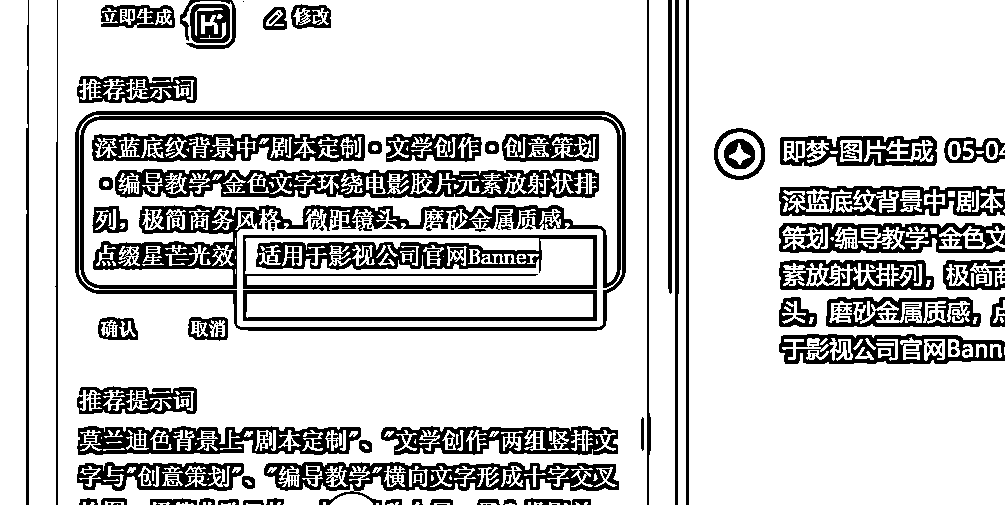 立即生成 修改
推荐提示词
深蓝底纹背景中"剧本定制·文学创作·创意策划
·编导教学"金色文字环绕电影胶片元素放射状排
列，极简商务风格，微距镜头，磨砂金属质感，
点缀星芒光效 适用于影视公司官网Banner
确认 取消
推荐提示词
莫兰迪色背景上"剧本定制"、"文学创作"两组竖排文
字与"创意策划"、"编导教学"横向文字形成十字交叉
即梦-图片生成 05-04
深蓝底纹背景中"剧本
策划·编导教学"金色文
素放射状排列，极简商
头，磨砂金属质感，点
于影视公司官网Bann